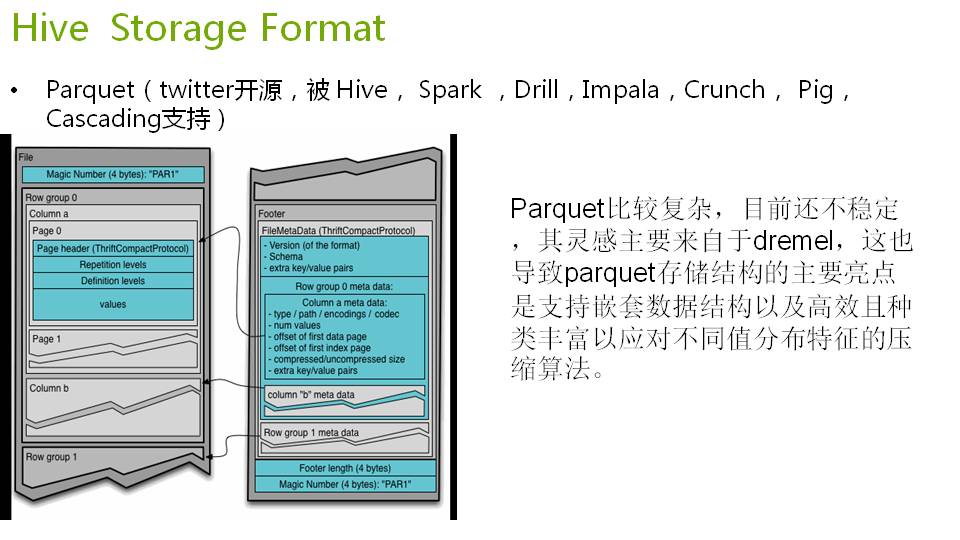 Hive Storage Format
• Parquet（twitter开源，被 Hive， Spark ，Drill，Impala，Crunch， Pig，
Cascading支持）
File
Magic Number (4 bytes): "PAR1"
Row group 0
Column a
Page 0
Page header (ThriftCompactProtocol)
Repetition levels
Definition levels
values
Page 1
Column b
Row group 1
Footer
FileMetaData (ThriftCompactProtocol)
- Version (of the format)
- Schema
- extra key/value pairs
Row group 0 meta data:
Column a meta data:
- type / path / encodings / codec
- num values
- offset of first data page
- offset of first index page
- compressed/uncompressed size
- extra key/value pairs
column "b" meta data
Row group 1 meta data
Footer length (4 bytes)
Magic Number (4 bytes): "PAR1"
Parquet比较复杂，目前还不稳定
，其灵感主要来自于dremel，这也
导致parquet存储结构的主要亮点
是支持嵌套数据结构以及高效且种
类丰富以应对不同值分布特征的压
缩算法。